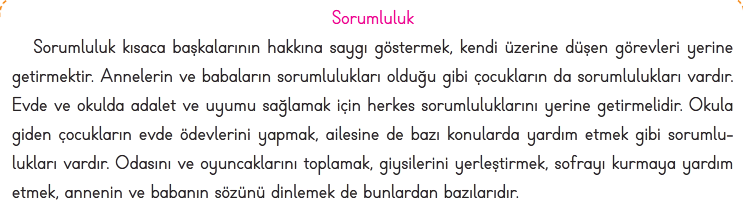 Sorumluluk
Sorumluluk kısaca başkalarının hakkına saygı göstermek, kendi üzerine düşen görevleri yerine
getirmektir. Annelerin ve babaların sorumlulukları olduğu gibi çocukların da sorumlulukları vardır.
Evde ve okulda adalet ve uyumu sağlamak için herkes sorumluluklarını yerine getirmelidir. Okula
giden çocukların evde ödevlerini yapmak, ailesine de bazı konularda yardım etmek gibi sorumlu-
lukları vardır. Odasını ve oyuncaklarını toplamak, giysilerini yerleştirmek, sofrayı kurmaya yardım
etmek, annenin ve babanın sözünü dinlemek de bunlardan bazılarıdır.